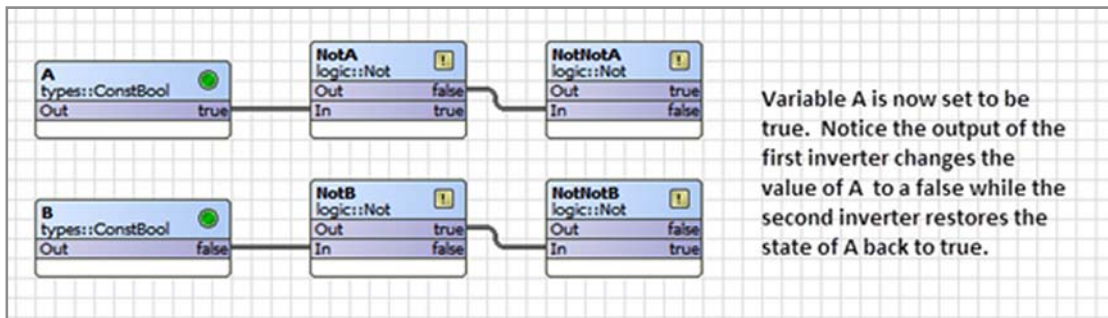 A
types::ConstBool
Out true
NotA
logic::Not
Out false
In true
NotNotA
logic::Not
Out true
In false
B
types::ConstBool
Out false
NotB
logic::Not
Out true
In false
NotNotB
logic::Not
Out false
In true
Variable A is now set to be
true. Notice the output of the
first inverter changes the
value of A to a false while the
second inverter restores the
state of A back to true.